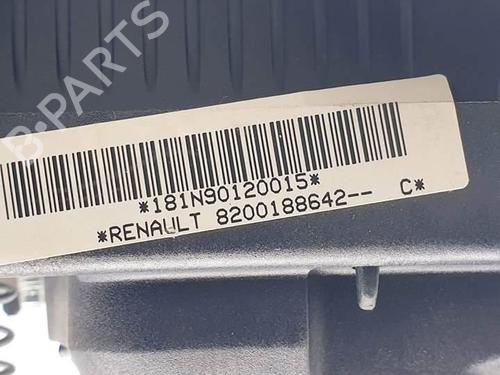 B-PARTS
*181N90120015*
*RENAULT 8200188642-- C*